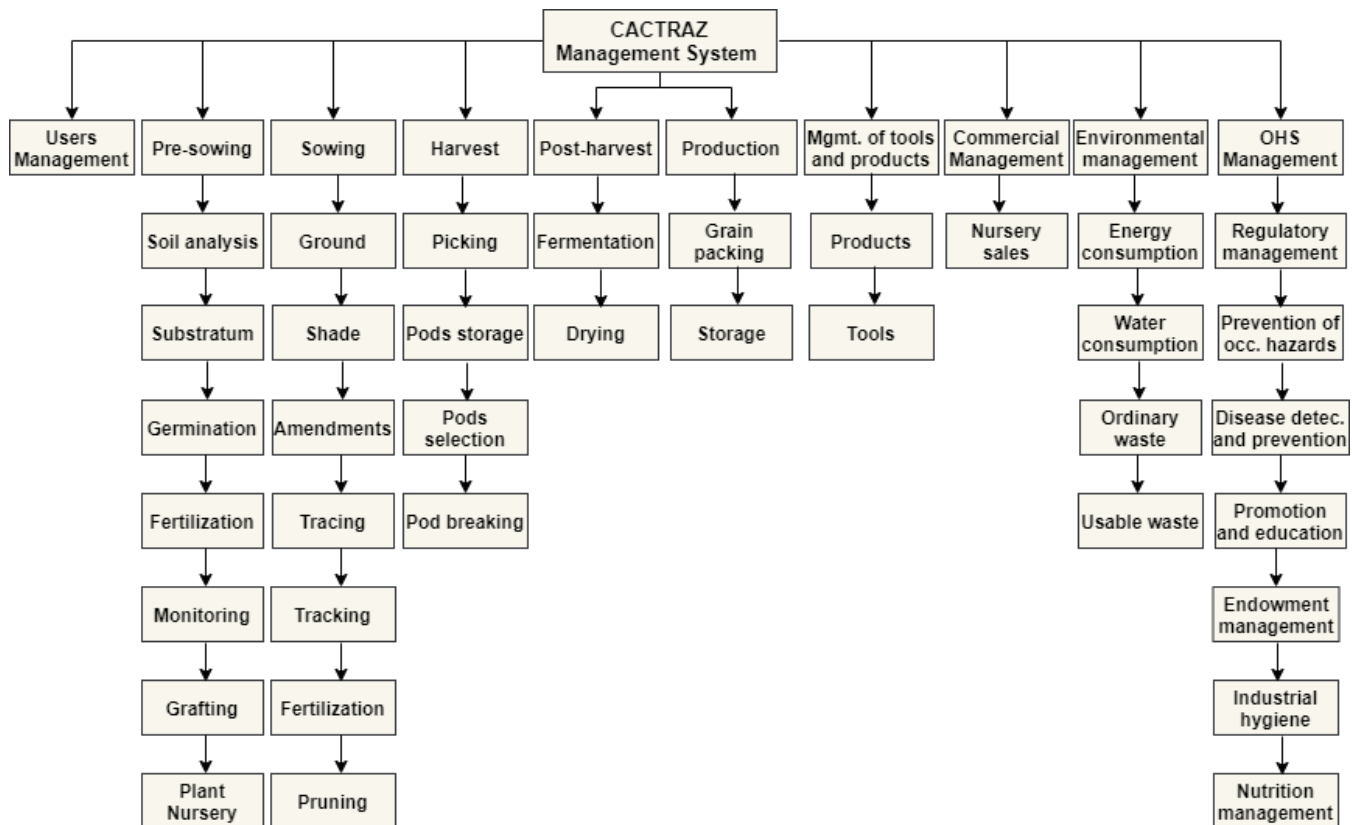 CACTRAZ
Management System
Users
Management
Pre-sowing
Sowing
Harvest
Post-harvest
Production
Mgmt. of tools
and products
Commercial
Management
Environmental
management
OHS
Management
Soil analysis
Ground
Picking
Fermentation
Grain
packing
Products
Nursery
sales
Energy
consumption
Regulatory
management
Substratum
Shade
Pods storage
Drying
Storage
Tools
Water
consumption
Prevention of
occ. hazards
Germination
Amendments
Pods
selection
Ordinary
waste
Disease detec.
and prevention
Fertilization
Tracing
Pod breaking
Usable waste
Promotion
and education
Monitoring
Tracking
Endowment
management
Grafting
Fertilization
Industrial
hygiene
Plant
Nursery
Pruning
Nutrition
management